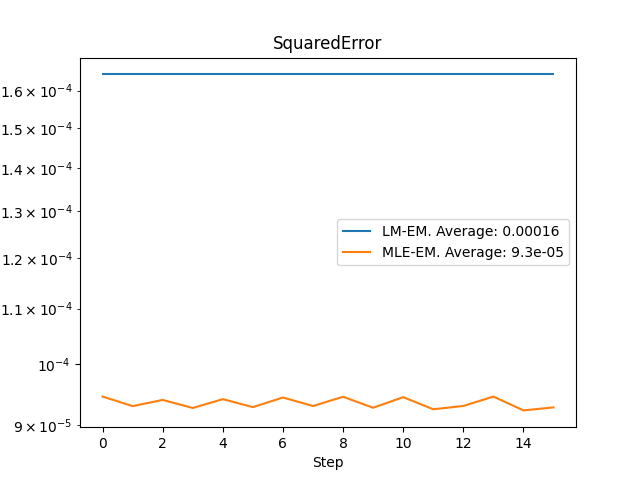 SquaredError
1.6 × 10⁻⁴
1.5 × 10⁻⁴
1.4 × 10⁻⁴
1.3 × 10⁻⁴
1.2 × 10⁻⁴
1.1 × 10⁻⁴
10⁻⁴
9 × 10⁻⁵
LM-EM. Average: 0.00016
MLE-EM. Average: 9.3e-05
0 2 4 6 8 10 12 14
Step